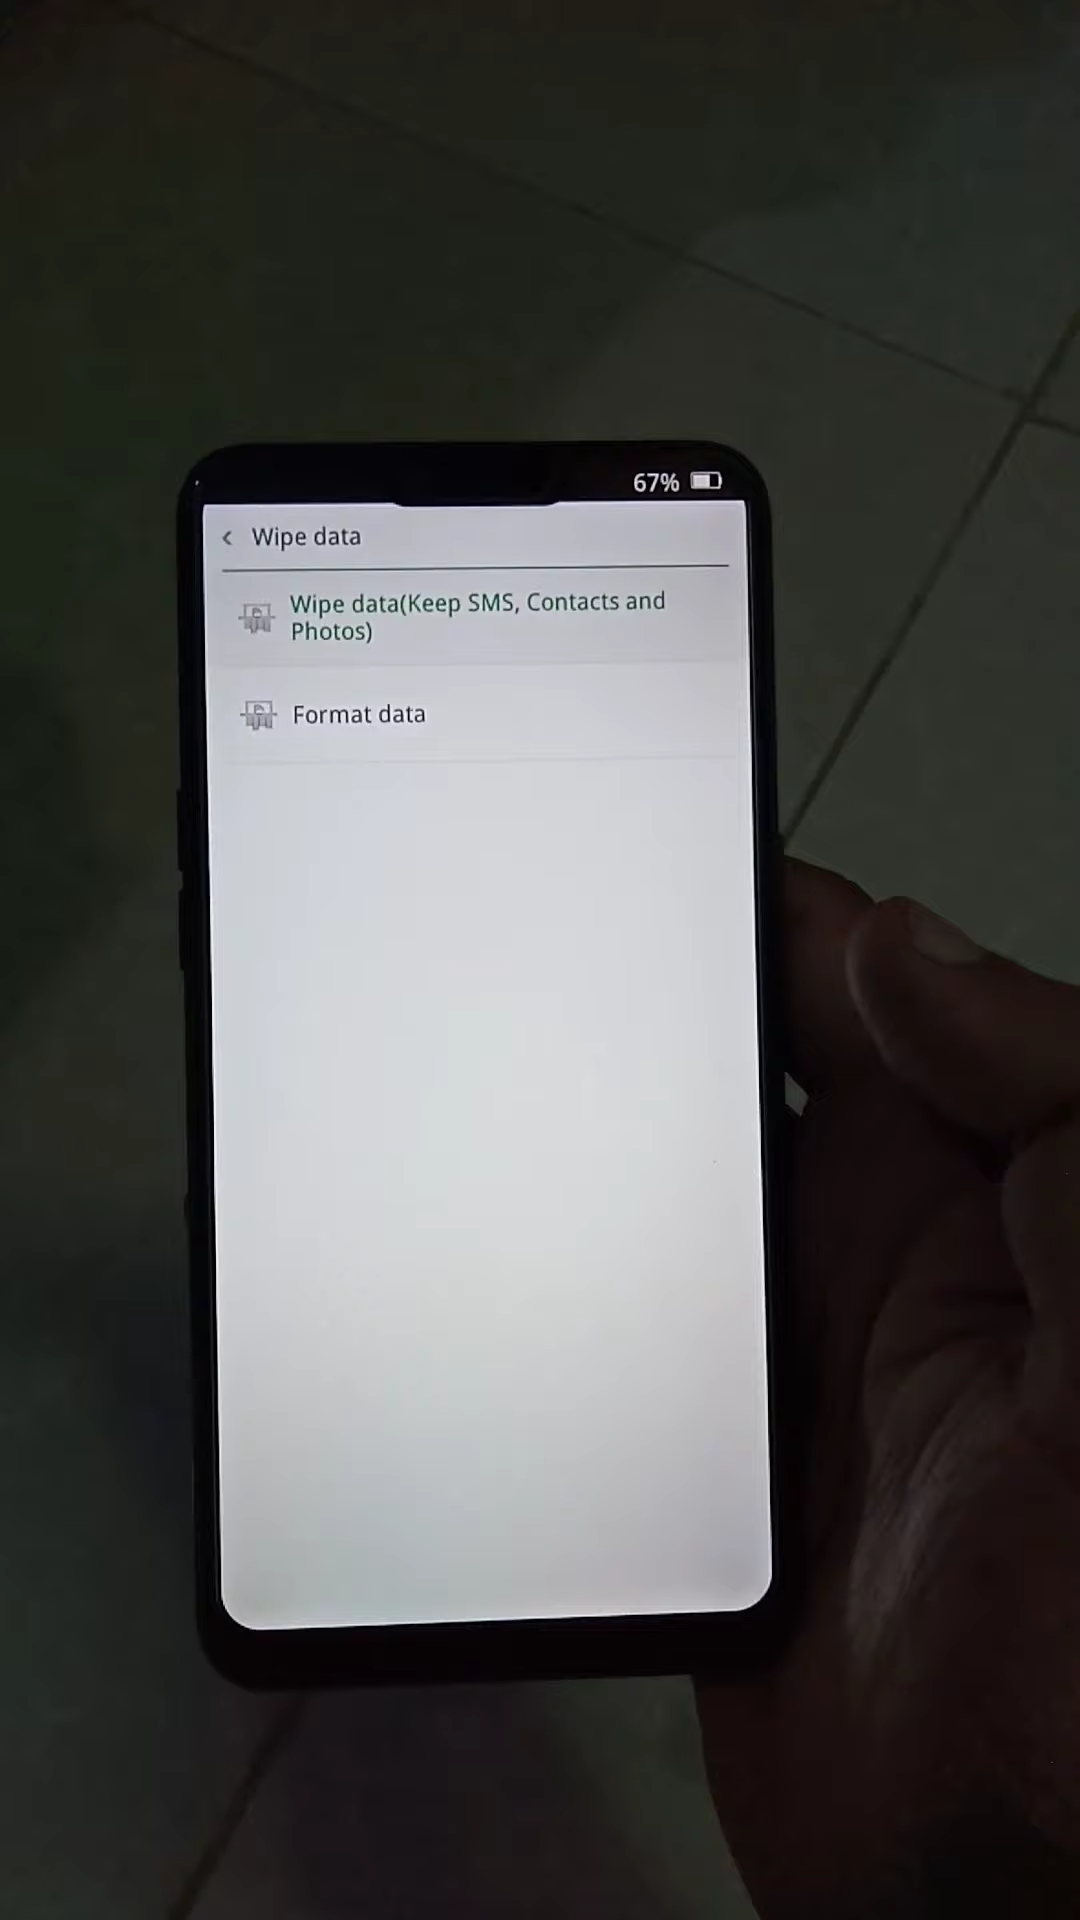 67%
Wipe data
Wipe data(Keep SMS, Contacts and
Photos)
Format data